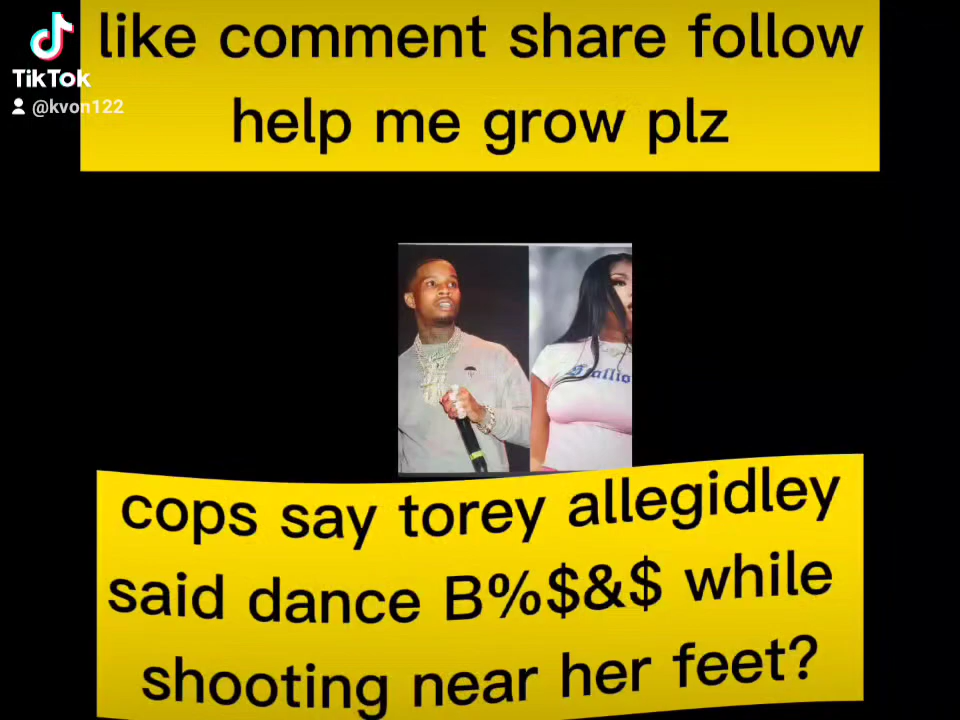 like comment share follow
help me grow plz
TikTok
@kvon122
Stallio
cops say torey allegidley
said dance B%$&$ while
shooting near her feet?